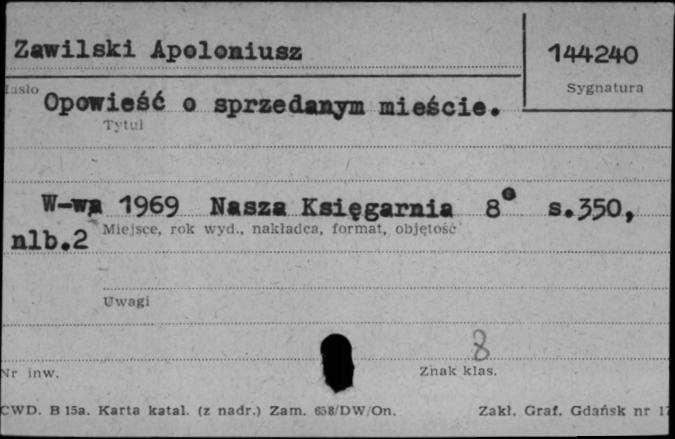 Zawilski Apoloniusz
144240
Sygnatura
Hasło
Opowieść o sprzedanym mieście.
Tytuł
W-wa 1969 Nasza Księgarnia 8° s.350,
Miejsce, rok wyd., nakładca, format, objętość
nlb.2
Uwagi
8
Nr inw.
Znak klas.
CWD. B 15a. Karta katal. (z nadr.) Zam. 658/DW/On.
Zakł. Graf. Gdańsk nr